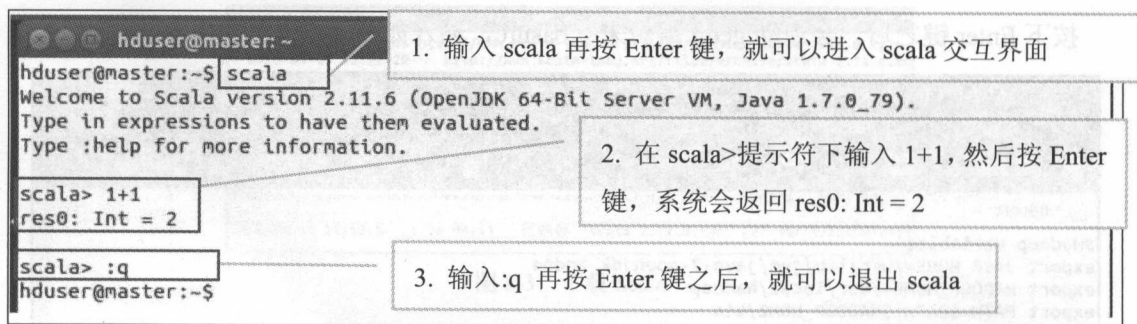 hduser@master: ~
1. 输入 scala 再按 Enter 键，就可以进入 scala 交互界面
hduser@master:~$ scala
Welcome to Scala version 2.11.6 (OpenJDK 64-Bit Server VM, Java 1.7.0_79).
Type in expressions to have them evaluated.
Type :help for more information.
2. 在 scala>提示符下输入 1+1，然后按 Enter
键，系统会返回 res0: Int = 2
scala> 1+1
res0: Int = 2
scala> :q
3. 输入:q 再按 Enter 键之后，就可以退出 scala
hduser@master:~$